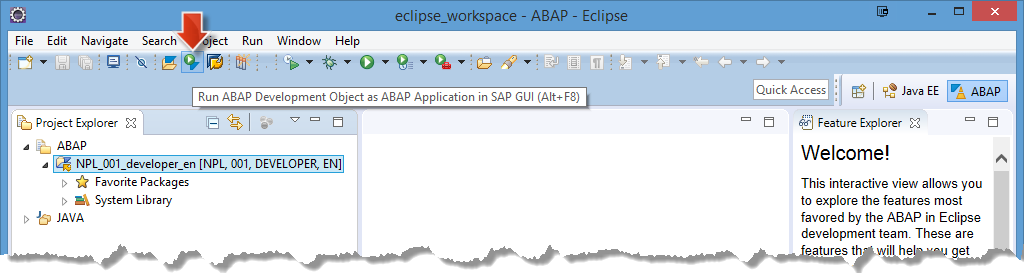 eclipse_workspace - ABAP - Eclipse
File Edit Navigate Search Project Run Window Help
Run ABAP Development Object as ABAP Application in SAP GUI (Alt+F8)
Quick Access
Java EE
ABAP
Project Explorer
ABAP
NPL_001_developer_en [NPL, 001, DEVELOPER, EN]
Favorite Packages
System Library
JAVA
Feature Explorer
Welcome!
This interactive view allows you
to explore the features most
favored by the ABAP in Eclipse
development team. These are
features that will help you get